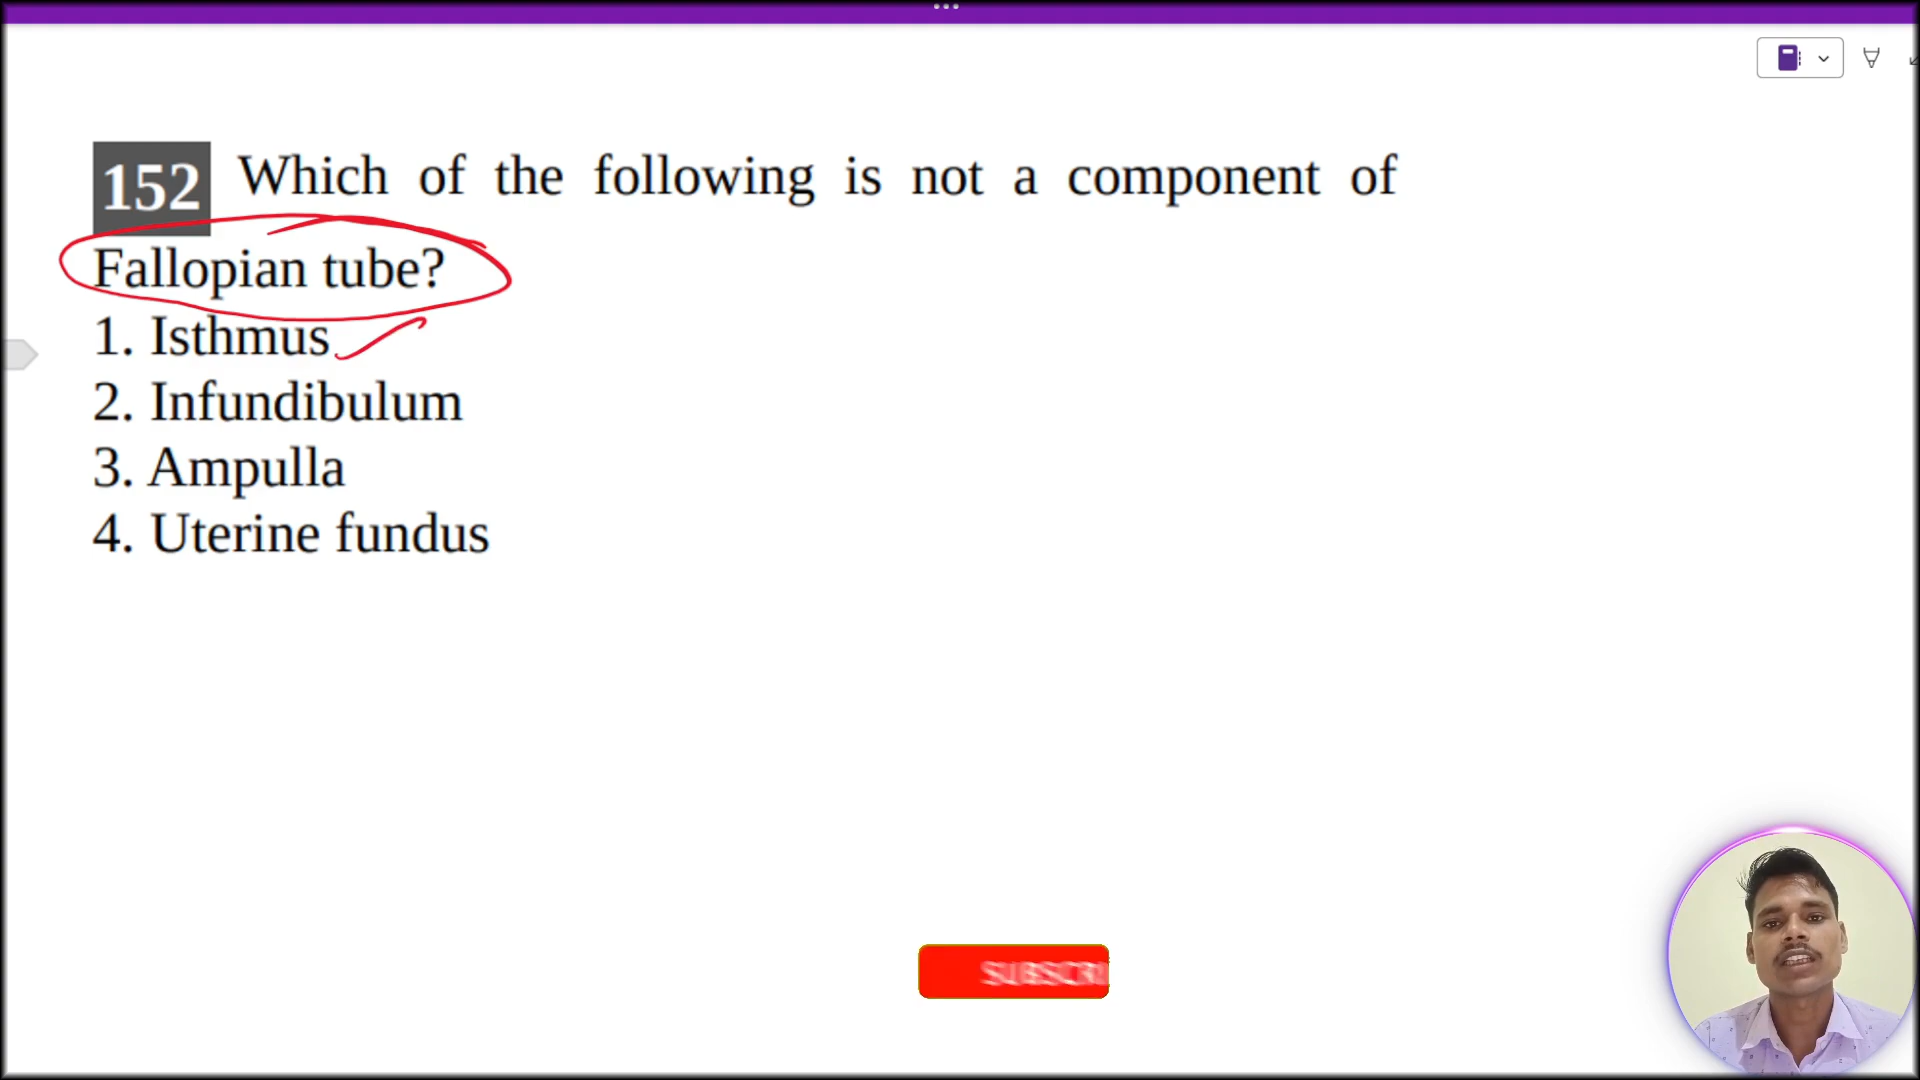 152 Which of the following is not a component of
Fallopian tube?
1. Isthmus
2. Infundibulum
3. Ampulla
4. Uterine fundus
SUBSCRI